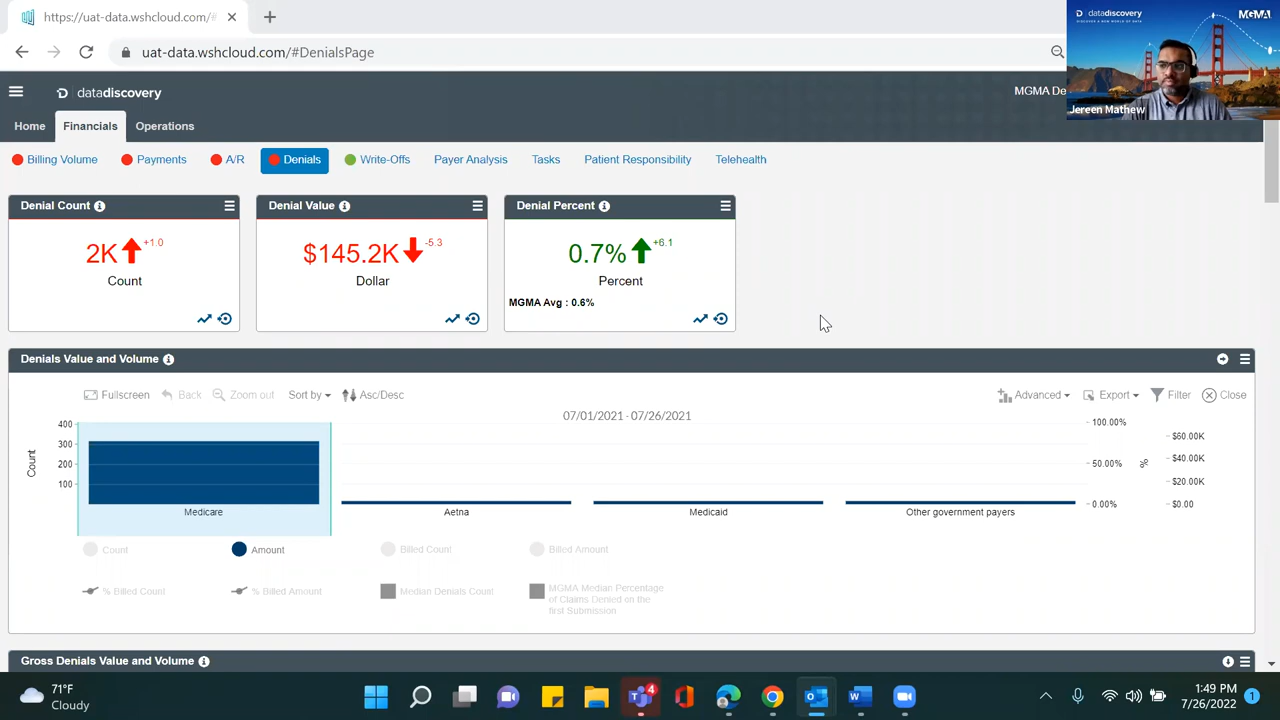 https://uat-data.wshcloud.com/#
uat-data.wshcloud.com/#DenialsPage
datadiscovery
DISCOVER A NEW WORLD OF DATA
MGMA
Jereen Mathew
datadiscovery
MGMA De
Home Financials Operations
Billing Volume Payments A/R Denials Write-Offs Payer Analysis Tasks Patient Responsibility Telehealth
Denial Count
2K +1.0
Count
Denial Value
$145.2K -5.3
Dollar
Denial Percent
0.7% +6.1
Percent
MGMA Avg : 0.6%
Denials Value and Volume
Fullscreen Back Zoom out Sort by Asc/Desc Advanced Export Filter Close
07/01/2021 - 07/26/2021
Count
400
300
200
100
100.00%
50.00%
0.00%
%
$60.00K
$40.00K
$20.00K
$0.00
Medicare Aetna Medicaid Other government payers
Count Amount Billed Count Billed Amount
% Billed Count % Billed Amount Median Denials Count MGMA Median Percentage
of Claims Denied on the
first Submission
Gross Denials Value and Volume
71°F
Cloudy
4
1:49 PM
7/26/2022
1